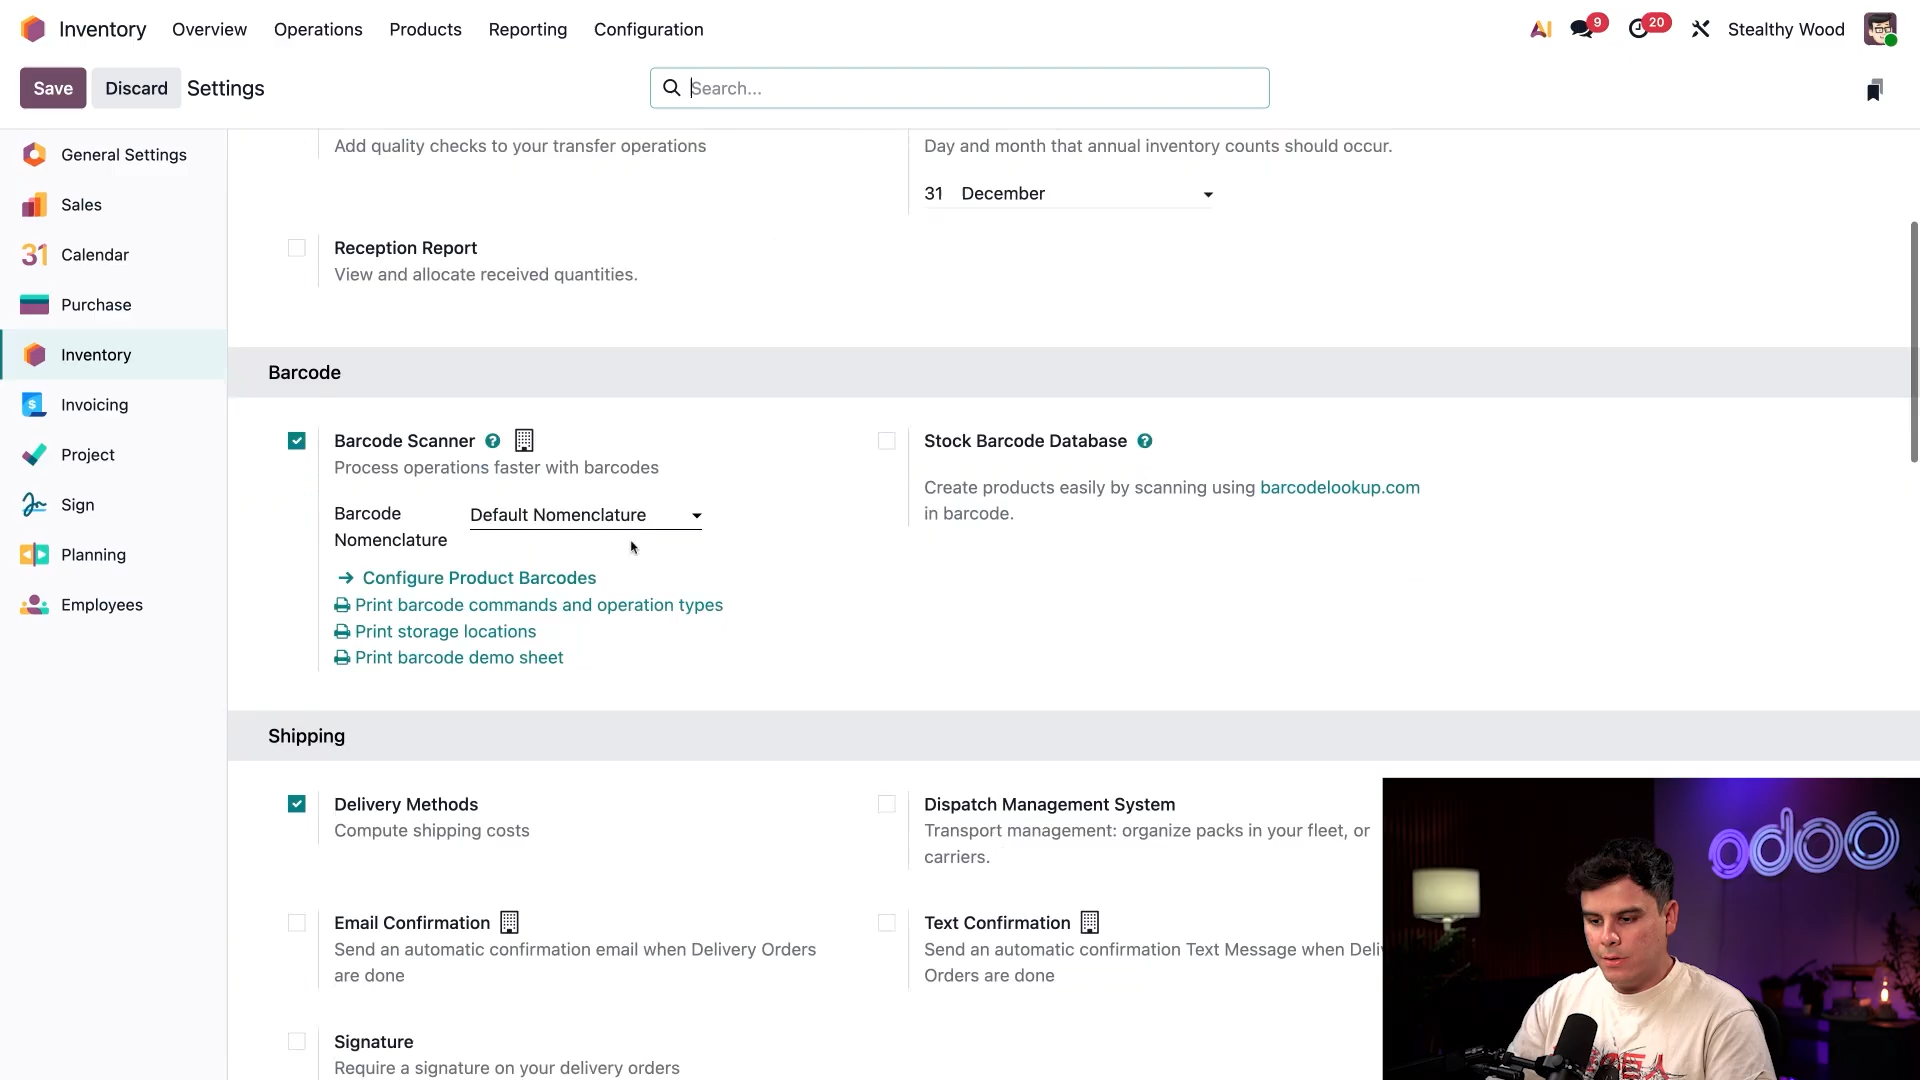 Inventory Overview Operations Products Reporting Configuration AI 9 20 Stealthy Wood
Save Discard Settings Search...
General Settings
Sales
31 Calendar
Purchase
Inventory
$ Invoicing
Project
Sign
Planning
Employees
Add quality checks to your transfer operations
Day and month that annual inventory counts should occur.
31 December
Reception Report
View and allocate received quantities.
Barcode
Barcode Scanner ?
Process operations faster with barcodes
Barcode
Nomenclature
Default Nomenclature
Configure Product Barcodes
Print barcode commands and operation types
Print storage locations
Print barcode demo sheet
Stock Barcode Database ?
Create products easily by scanning using barcodelookup.com
in barcode.
Shipping
Delivery Methods
Compute shipping costs
Dispatch Management System
Transport management: organize packs in your fleet, or
carriers.
Email Confirmation
Send an automatic confirmation email when Delivery Orders
are done
Text Confirmation
Send an automatic confirmation Text Message when Deli
Orders are done
Signature
Require a signature on your delivery orders
odoo